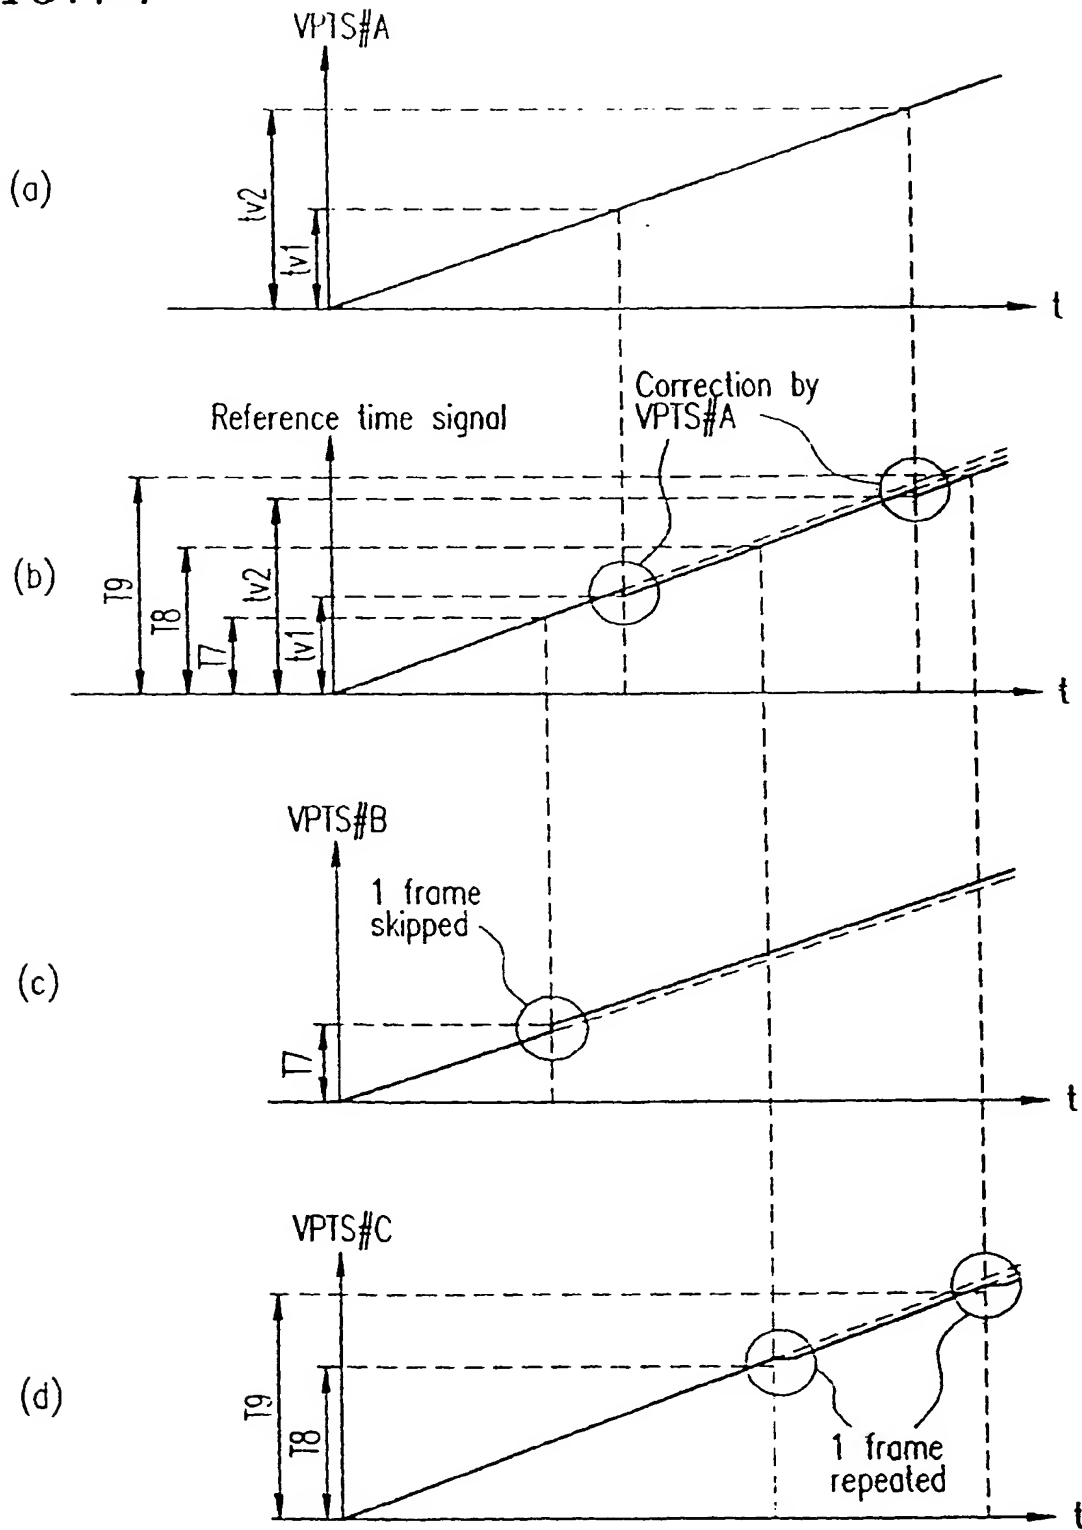 VPTS#A
(a)
tv2
tv1
t
Correction by
VPTS#A
Reference time signal
(b)
T9
T8
T7
tv2
tv1
t
VPTS#B
1 frame
skipped
(c)
T7
t
VPTS#C
(d)
T9
T8
1 frame
repeated
t